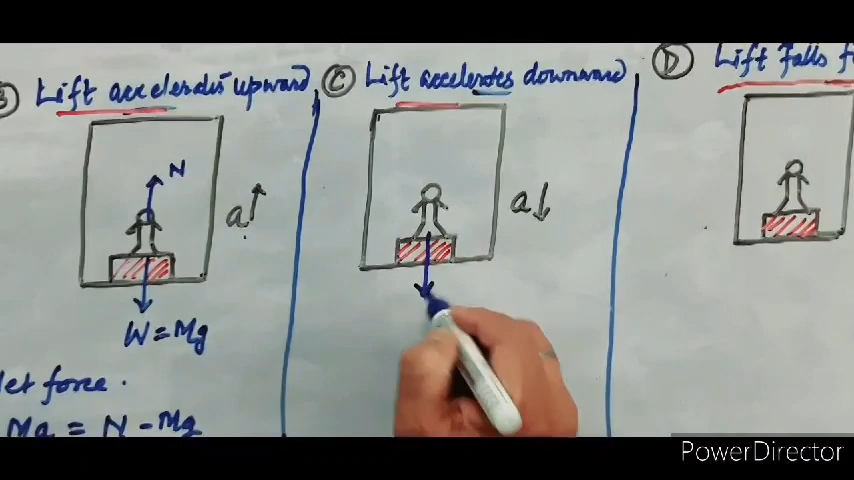 B) Lift accelerates upward
N
a
W = Mg
Net force.
Ma = N - Mg
C Lift accelerates downward
a
D Lift falls f
PowerDirector